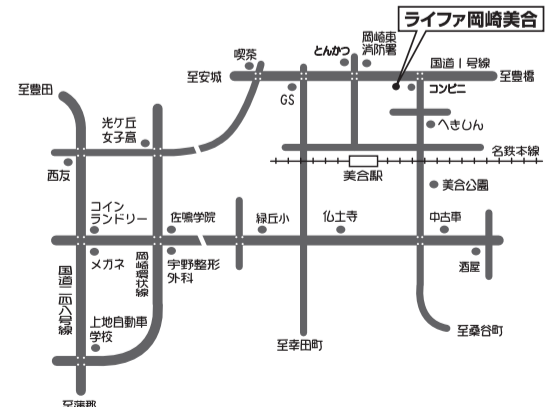 ライファ岡崎美合
喫茶
とんかつ
岡崎東
消防署
国道1号線
至安城
至豊橋
至豊田
GS
コンビニ
光ケ丘
女子高
へきしん
名鉄本線
西友
美合駅
美合公園
コイン
ランドリー
佐鳴学院
緑丘小
仏土寺
中古車
メガネ
岡崎環状線
宇野整形
外科
酒屋
国道二四八号線
上地自動車
学校
至幸田町
至桑谷町
至蒲郡